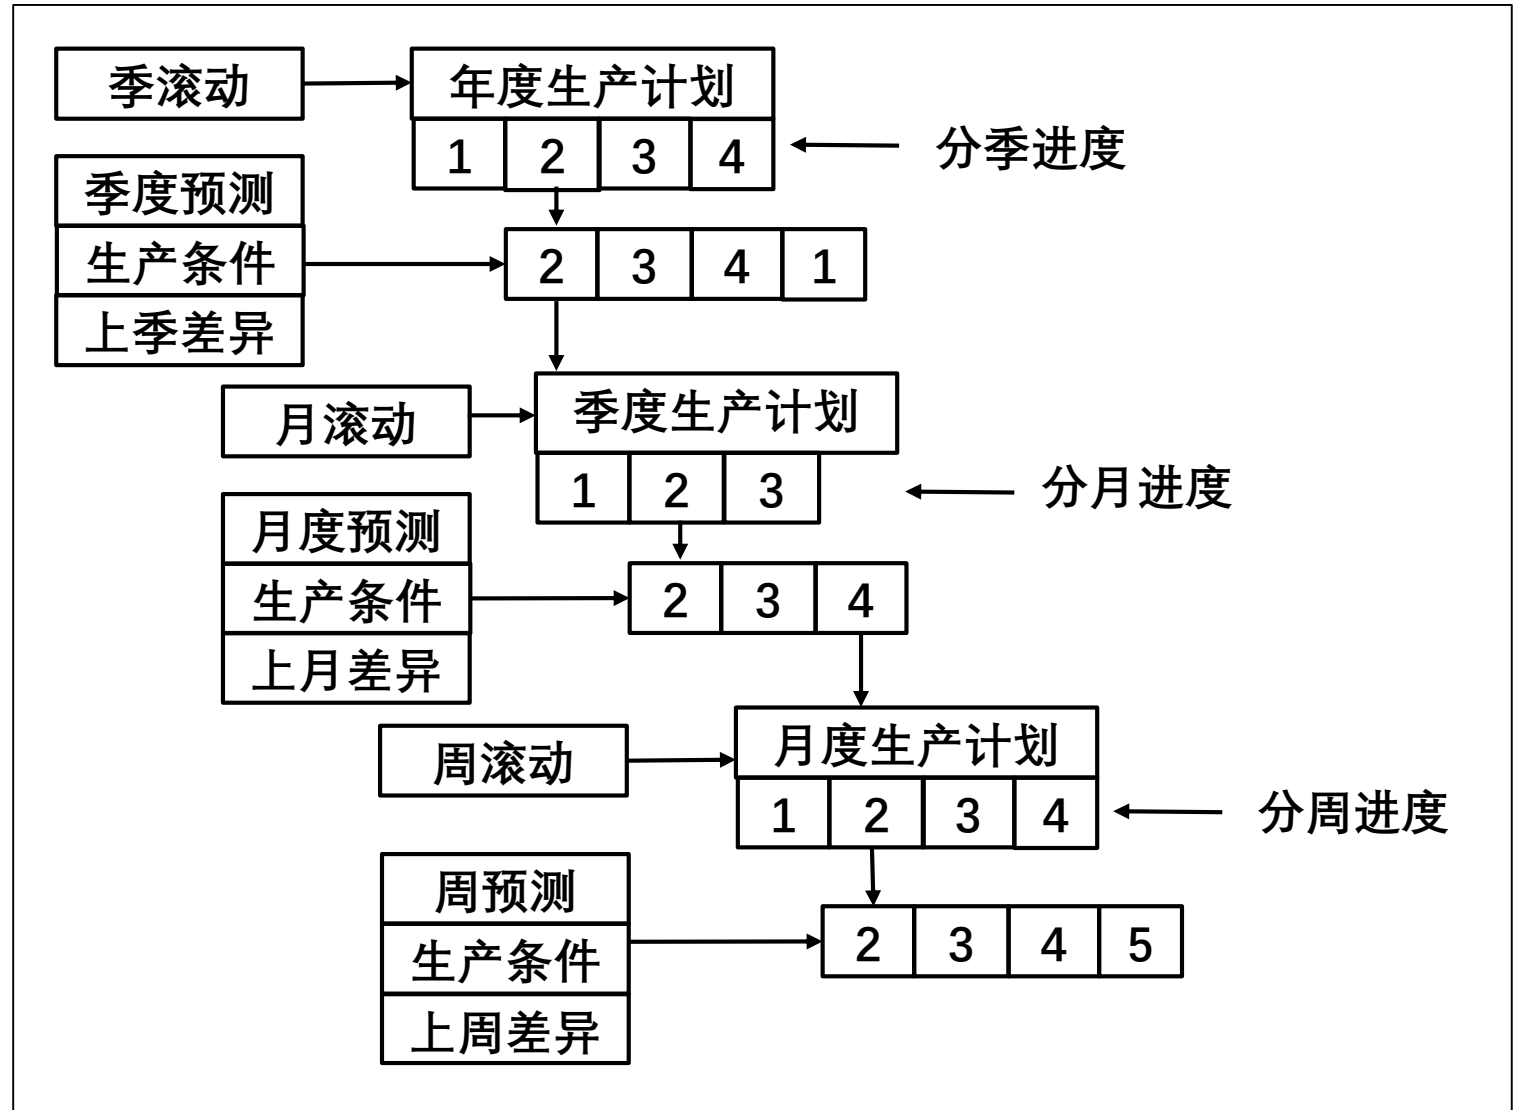 季滚动
年度生产计划
1 2 3 4
分季进度
季度预测
生产条件
上季差异
2 3 4 1
月滚动
季度生产计划
1 2 3
分月进度
月度预测
生产条件
上月差异
2 3 4
周滚动
月度生产计划
1 2 3 4
分周进度
周预测
生产条件
上周差异
2 3 4 5